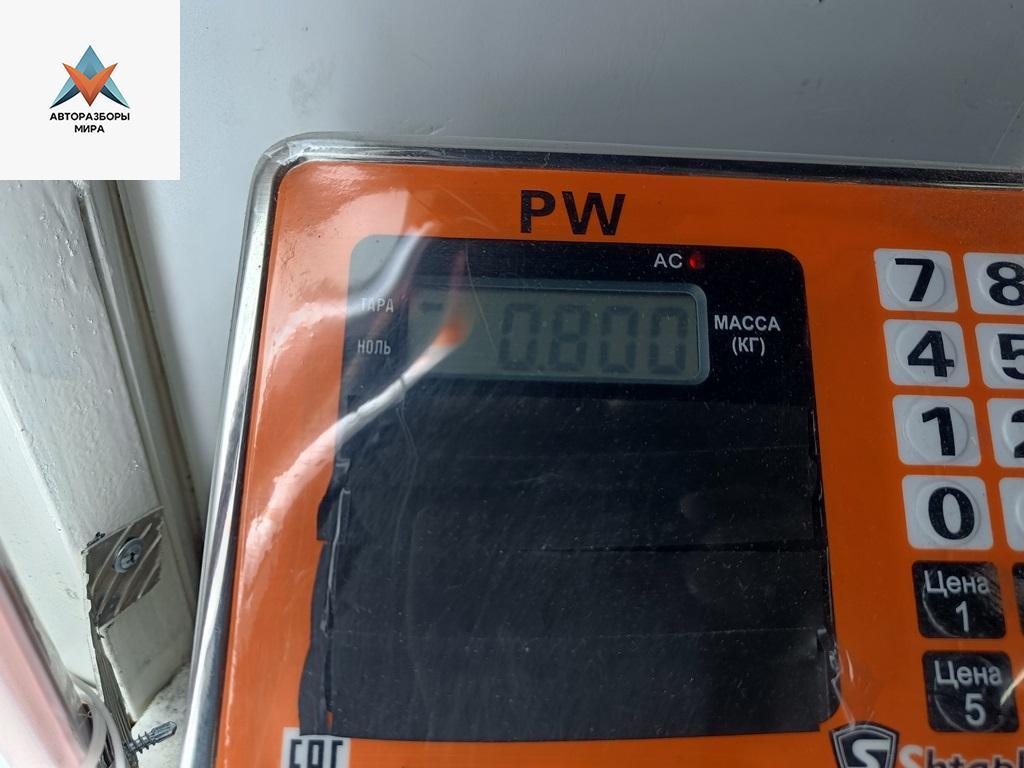 АВТОРАЗБОРЫ
МИРА
PW
AC
ТАРА
НОЛЬ
0.800
МАССА
(КГ)
7 8
4 5
1 2
0
Цена
1
Цена
5
EAC